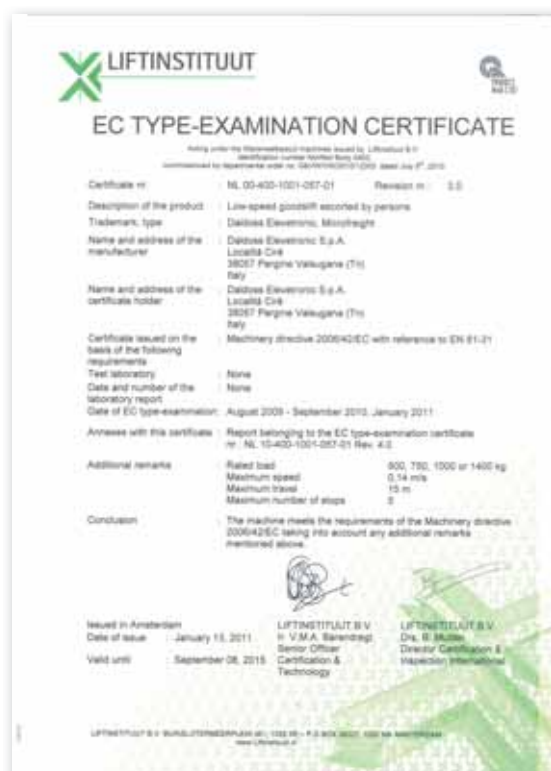 LIFTINSTITUUT
EC TYPE-EXAMINATION CERTIFICATE
Certificate nr. : NL 00-400-1001-057-01 Revision nr.: 3.0
Description of the product : Low-speed goodslift escorted by persons
Trademark, type : Daldoss Elevetronic, Microfreight
Name and address of the : Daldoss Elevetronic S.p.A.
manufacturer Località Cirè
38057 Pergine Valsugana (Tn)
Italy
Name and address of the : Daldoss Elevetronic S.p.A.
certificate holder Località Cirè
38057 Pergine Valsugana (Tn)
Italy
Certificate issued on the : Machinery directive 2006/42/EC with reference to EN 81-31
basis of the following
requirements
Test laboratory : None
Date and number of the : None
laboratory report
Date of EC type-examination: August 2009 - September 2010, January 2011
Annexes with this certificate : Report belonging to the EC type-examination certificate
nr.: NL 10-400-1001-057-01 Rev. 4.0
Additional remarks : Rated load 750, 1000 or 1400 kg
Maximum speed 0,14 m/s
Maximum travel 15 m
Maximum number of stops
Conclusion : The machine meets the requirements of the Machinery directive
2006/42/EC taking into account any additional remarks
mentioned above.
Issued in Amsterdam LIFTINSTITUUT B.V. LIFTINSTITUUT B.V.
Date of issue : January 13, 2011 Ir. V.M.A. Barendregt Drs. B. Mulder
Senior Officer Director Certification &
Valid until : September 08, 2015 Certification & Inspection International
Technology